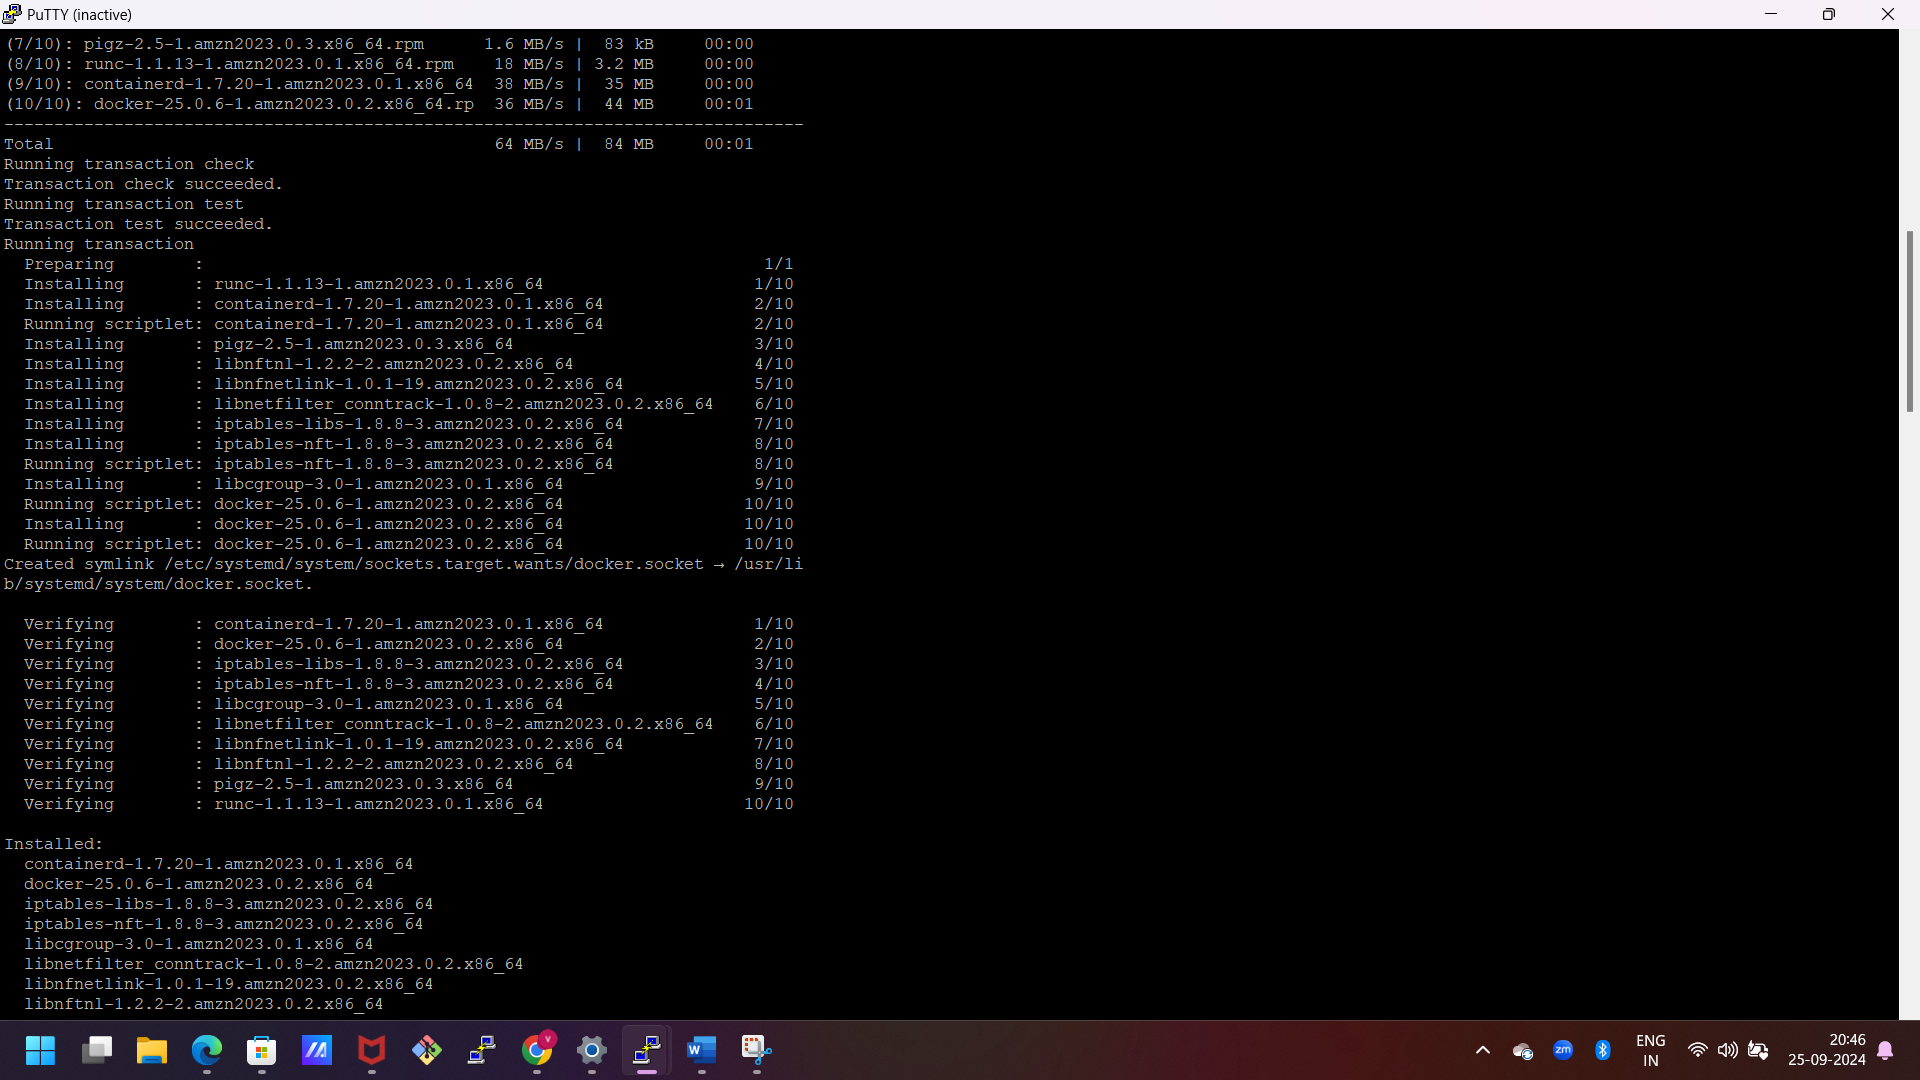 PuTTY (inactive)
(7/10): pigz-2.5-1.amzn2023.0.3.x86_64.rpm      1.6 MB/s |  83 kB     00:00
(8/10): runc-1.1.13-1.amzn2023.0.1.x86_64.rpm    18 MB/s | 3.2 MB     00:00
(9/10): containerd-1.7.20-1.amzn2023.0.1.x86_64  38 MB/s |  35 MB     00:00
(10/10): docker-25.0.6-1.amzn2023.0.2.x86_64.rp  36 MB/s |  44 MB     00:01
--------------------------------------------------------------------------------
Total                                            64 MB/s |  84 MB     00:01
Running transaction check
Transaction check succeeded.
Running transaction test
Transaction test succeeded.
Running transaction
  Preparing        :                                                        1/1
  Installing       : runc-1.1.13-1.amzn2023.0.1.x86_64                     1/10
  Installing       : containerd-1.7.20-1.amzn2023.0.1.x86_64               2/10
  Running scriptlet: containerd-1.7.20-1.amzn2023.0.1.x86_64               2/10
  Installing       : pigz-2.5-1.amzn2023.0.3.x86_64                        3/10
  Installing       : libnftnl-1.2.2-2.amzn2023.0.2.x86_64                  4/10
  Installing       : libnfnetlink-1.0.1-19.amzn2023.0.2.x86_64             5/10
  Installing       : libnetfilter_conntrack-1.0.8-2.amzn2023.0.2.x86_64    6/10
  Installing       : iptables-libs-1.8.8-3.amzn2023.0.2.x86_64             7/10
  Installing       : iptables-nft-1.8.8-3.amzn2023.0.2.x86_64              8/10
  Running scriptlet: iptables-nft-1.8.8-3.amzn2023.0.2.x86_64              8/10
  Installing       : libcgroup-3.0-1.amzn2023.0.1.x86_64                   9/10
  Running scriptlet: docker-25.0.6-1.amzn2023.0.2.x86_64                  10/10
  Installing       : docker-25.0.6-1.amzn2023.0.2.x86_64                  10/10
  Running scriptlet: docker-25.0.6-1.amzn2023.0.2.x86_64                  10/10
Created symlink /etc/systemd/system/sockets.target.wants/docker.socket → /usr/li
b/systemd/system/docker.socket.
  Verifying        : containerd-1.7.20-1.amzn2023.0.1.x86_64               1/10
  Verifying        : docker-25.0.6-1.amzn2023.0.2.x86_64                   2/10
  Verifying        : iptables-libs-1.8.8-3.amzn2023.0.2.x86_64             3/10
  Verifying        : iptables-nft-1.8.8-3.amzn2023.0.2.x86_64              4/10
  Verifying        : libcgroup-3.0-1.amzn2023.0.1.x86_64                   5/10
  Verifying        : libnetfilter_conntrack-1.0.8-2.amzn2023.0.2.x86_64    6/10
  Verifying        : libnfnetlink-1.0.1-19.amzn2023.0.2.x86_64             7/10
  Verifying        : libnftnl-1.2.2-2.amzn2023.0.2.x86_64                  8/10
  Verifying        : pigz-2.5-1.amzn2023.0.3.x86_64                        9/10
  Verifying        : runc-1.1.13-1.amzn2023.0.1.x86_64                    10/10
Installed:
  containerd-1.7.20-1.amzn2023.0.1.x86_64
  docker-25.0.6-1.amzn2023.0.2.x86_64
  iptables-libs-1.8.8-3.amzn2023.0.2.x86_64
  iptables-nft-1.8.8-3.amzn2023.0.2.x86_64
  libcgroup-3.0-1.amzn2023.0.1.x86_64
  libnetfilter_conntrack-1.0.8-2.amzn2023.0.2.x86_64
  libnfnetlink-1.0.1-19.amzn2023.0.2.x86_64
  libnftnl-1.2.2-2.amzn2023.0.2.x86_64
V
W
zm
ENG
IN
20:46
25-09-2024